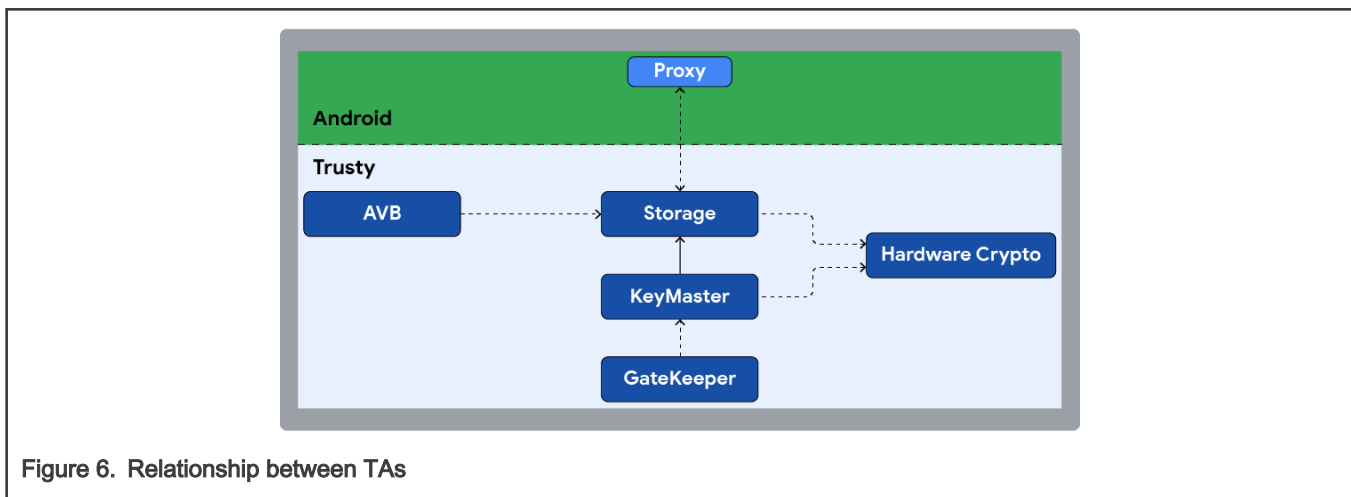 Proxy
Android
Trusty
AVB
Storage
Hardware Crypto
KeyMaster
GateKeeper
Figure 6. Relationship between TAs